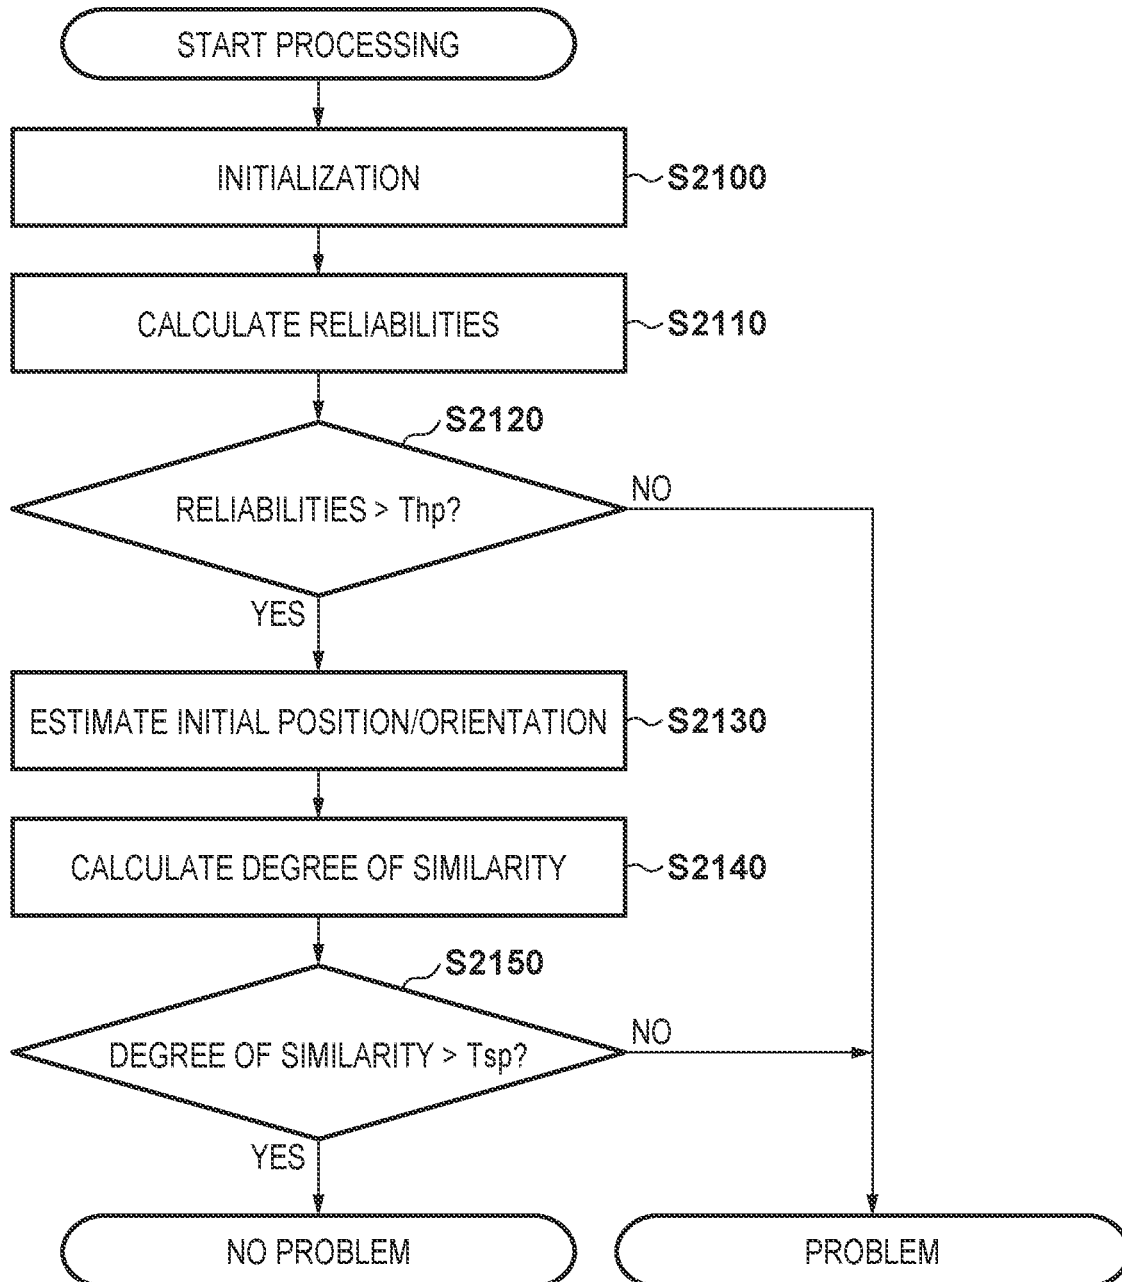 START PROCESSING
INITIALIZATION
S2100
CALCULATE RELIABILITIES
S2110
S2120
RELIABILITIES > Thp?
NO
YES
ESTIMATE INITIAL POSITION/ORIENTATION
S2130
CALCULATE DEGREE OF SIMILARITY
S2140
S2150
DEGREE OF SIMILARITY > Tsp?
NO
YES
NO PROBLEM
PROBLEM